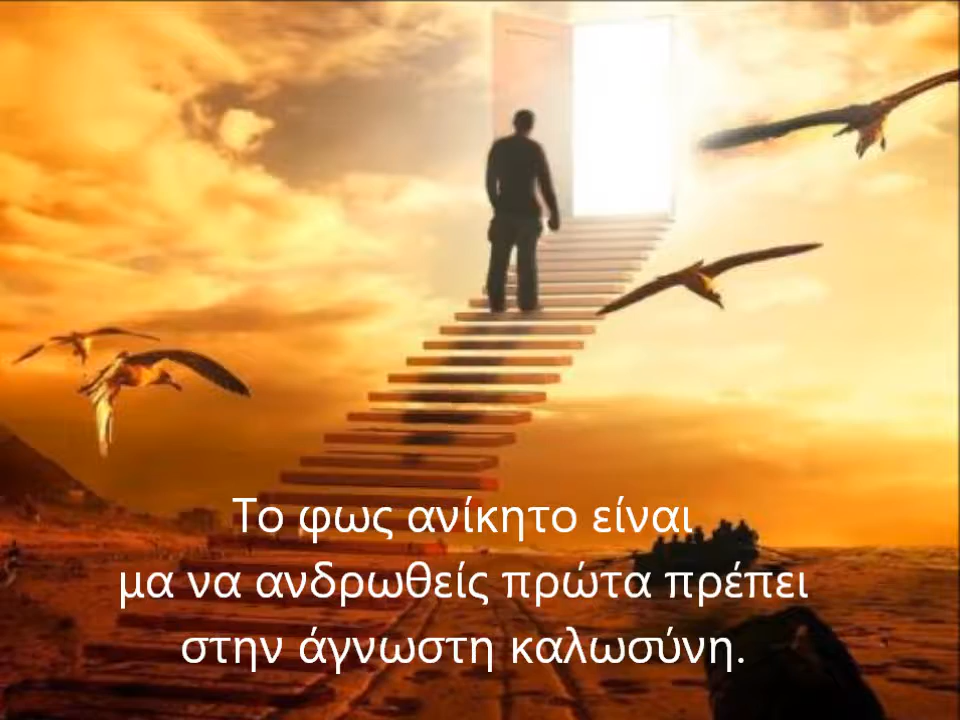 Το φως ανίκητο είναι
μα να ανδρωθείς πρώτα πρέπει
στην άγνωστη καλωσύνη.